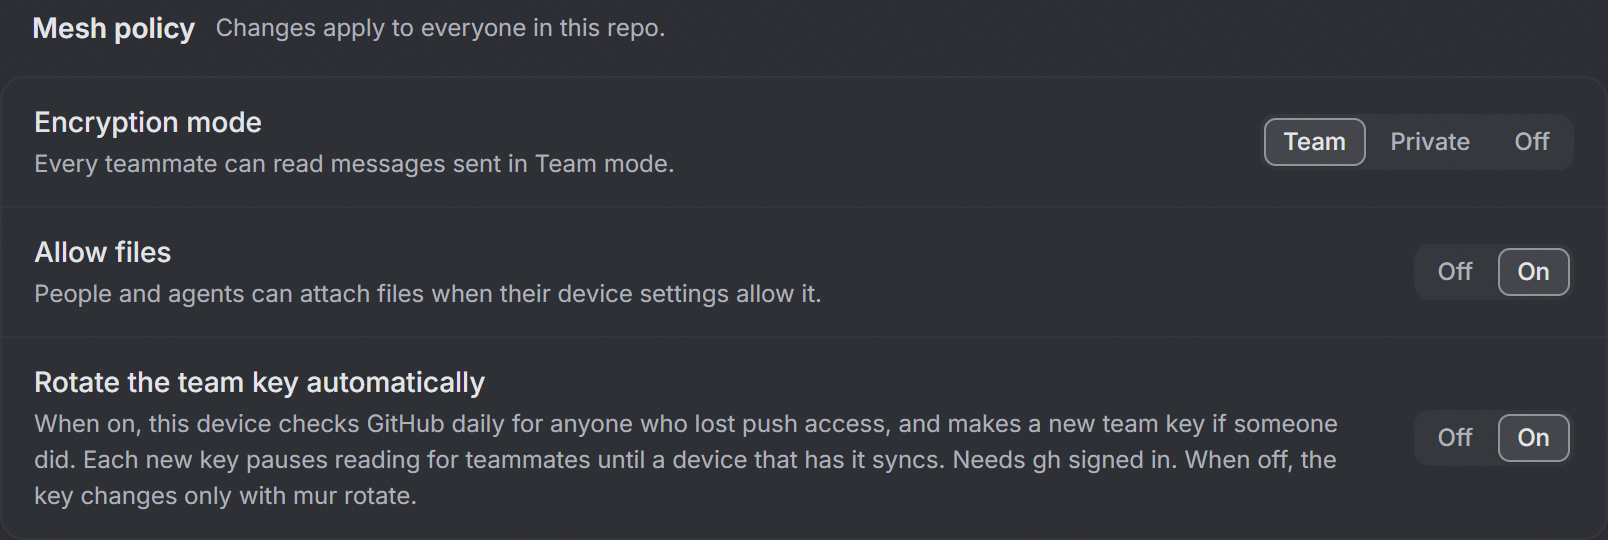 Mesh policy Changes apply to everyone in this repo.
Encryption mode
Every teammate can read messages sent in Team mode.
Team Private Off
Allow files
People and agents can attach files when their device settings allow it.
Off On
Rotate the team key automatically
When on, this device checks GitHub daily for anyone who lost push access, and makes a new team key if someone
did. Each new key pauses reading for teammates until a device that has it syncs. Needs gh signed in. When off, the
key changes only with mur rotate.
Off On